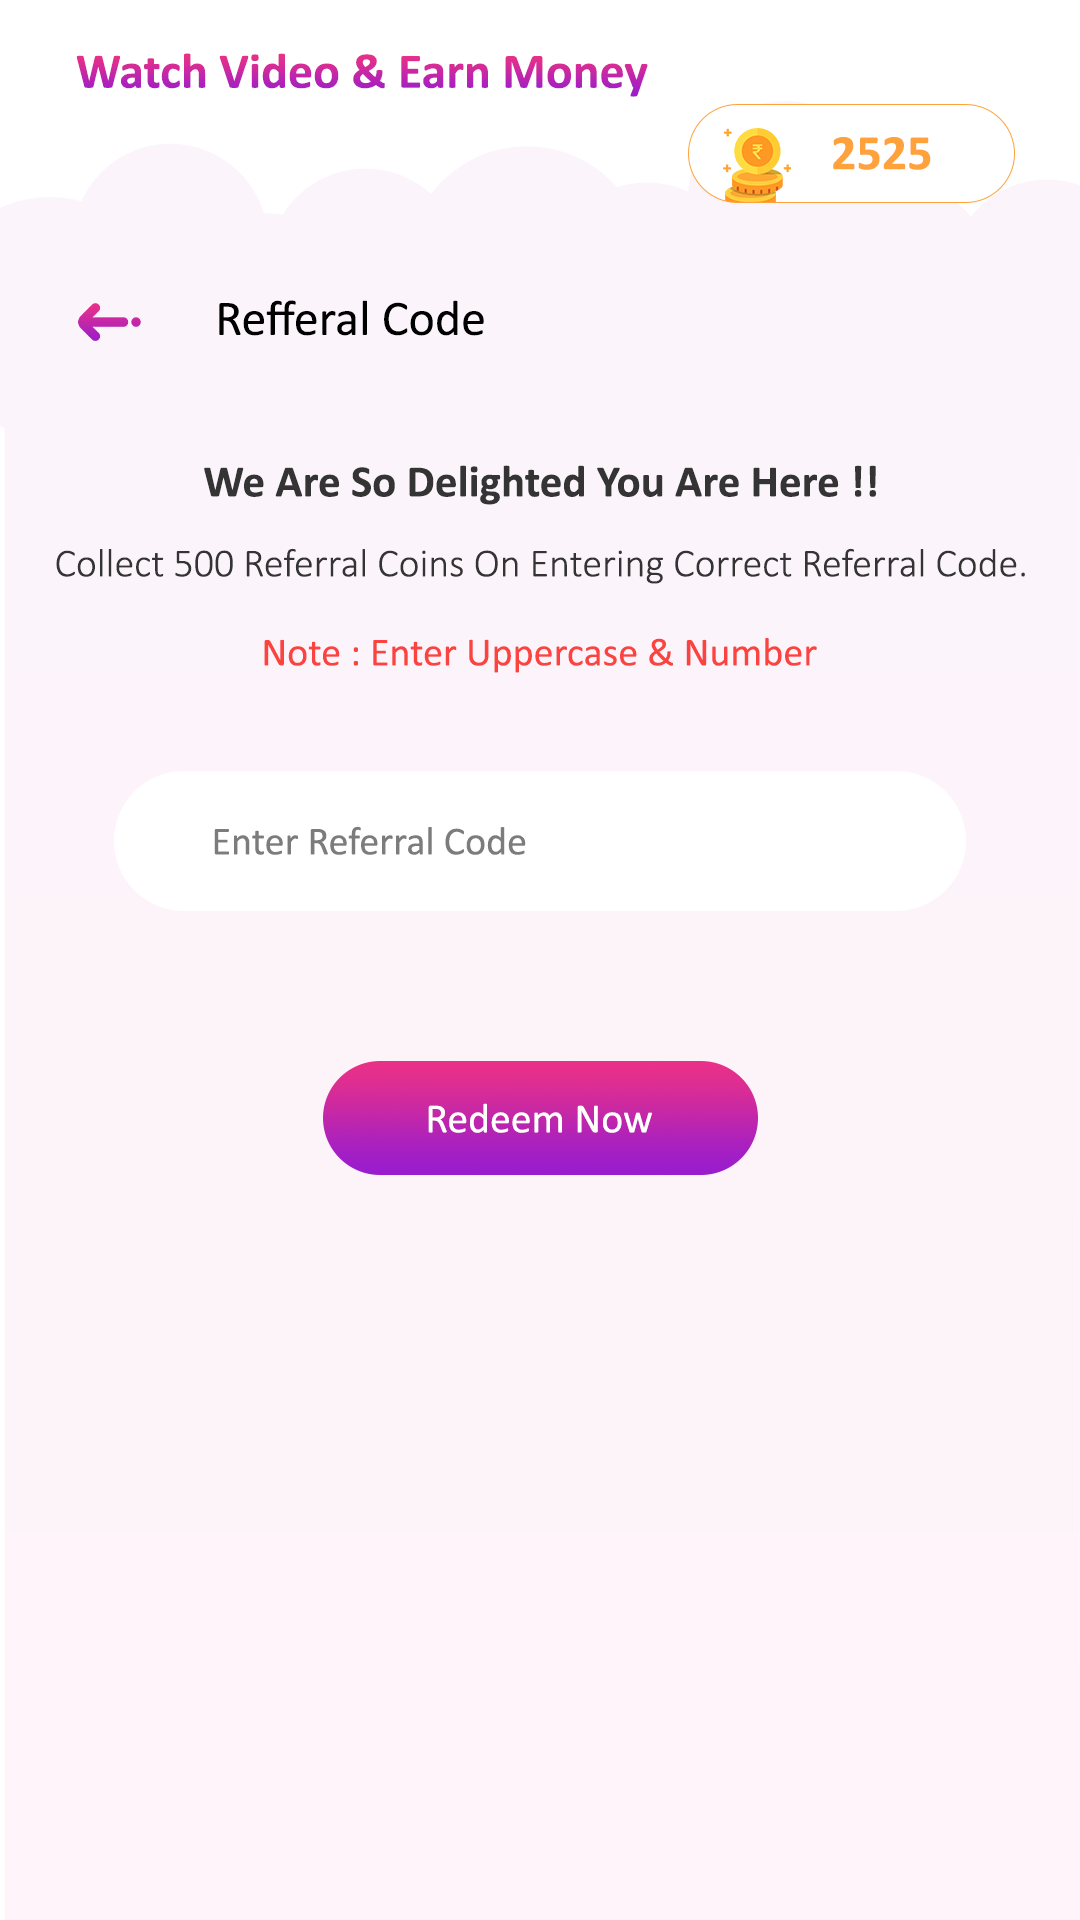 Watch Video & Earn Money
₹
2525
Refferal Code
We Are So Delighted You Are Here !!
Collect 500 Referral Coins On Entering Correct Referral Code.
Note : Enter Uppercase & Number
Enter Referral Code
Redeem Now